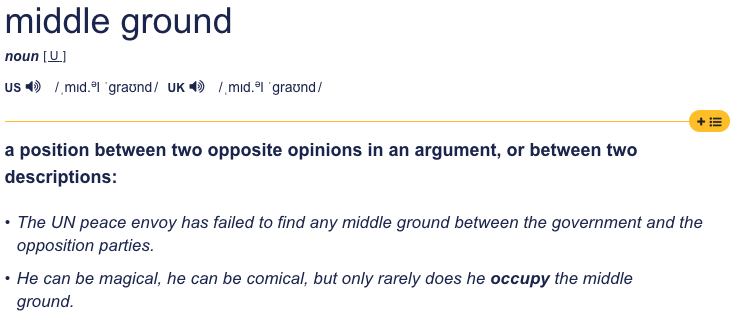 middle ground
noun [ U ]
US /ˌmɪd.əl ˈɡraʊnd/ UK /ˌmɪd.əl ˈɡraʊnd/
a position between two opposite opinions in an argument, or between two
descriptions:
• The UN peace envoy has failed to find any middle ground between the government and the
opposition parties.
• He can be magical, he can be comical, but only rarely does he occupy the middle
ground.